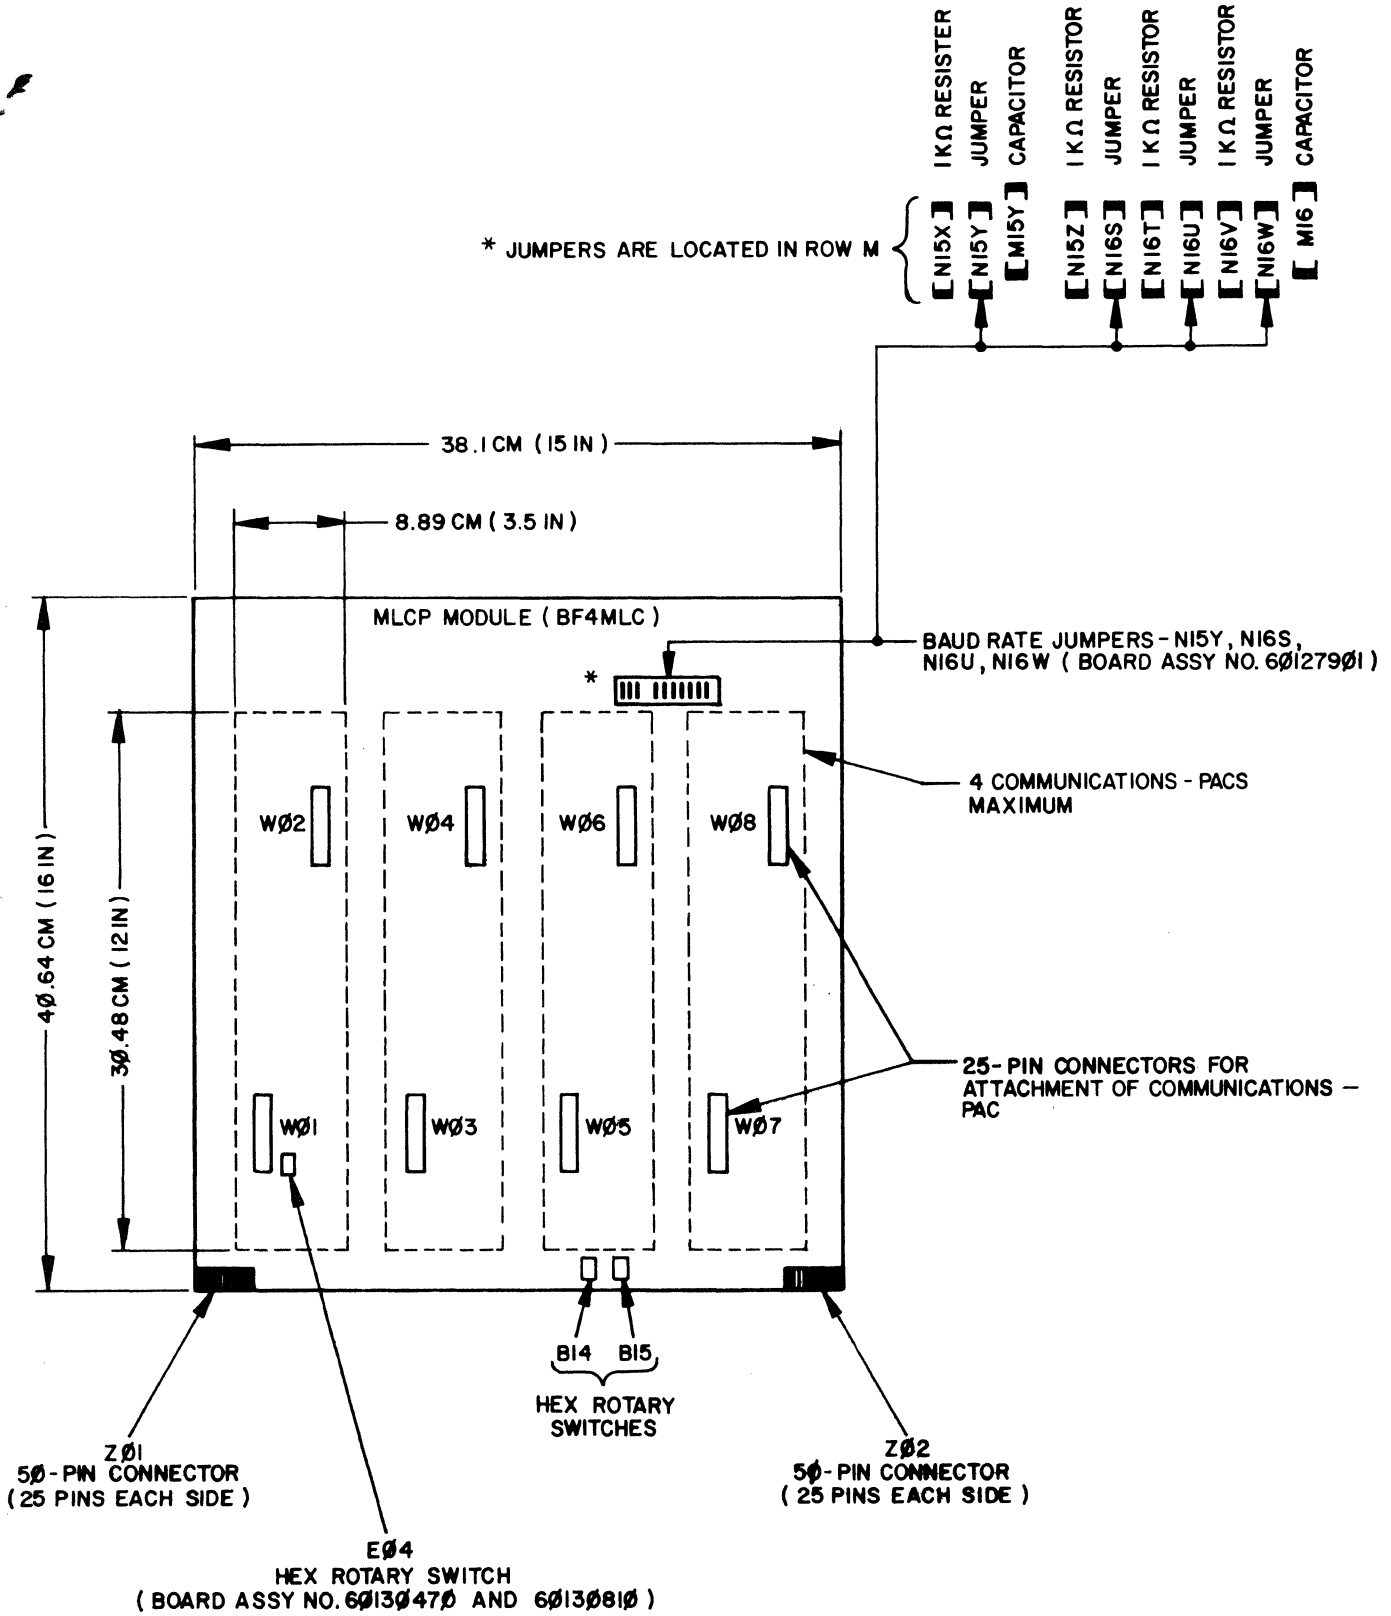 1 KΩ RESISTER
JUMPER
CAPACITOR
1 KΩ RESISTOR
JUMPER
1 KΩ RESISTOR
JUMPER
1 KΩ RESISTOR
JUMPER
CAPACITOR
N15X
N15Y
M15Y
N15Z
N16S
N16T
N16U
N16V
N16W
M16
* JUMPERS ARE LOCATED IN ROW M
38.1 CM (15 IN)
8.89 CM (3.5 IN)
MLCP MODULE (BF4MLC)
BAUD RATE JUMPERS - N15Y, N16S,
N16U, N16W (BOARD ASSY NO. 6Ø1279Ø1)
*
4 COMMUNICATIONS - PACS
MAXIMUM
WØ2
WØ4
WØ6
WØ8
4Ø.64 CM (16 IN)
3Ø.48 CM (12 IN)
25-PIN CONNECTORS FOR
ATTACHMENT OF COMMUNICATIONS –
PAC
WØ1
WØ3
WØ5
WØ7
B14 B15
HEX ROTARY
SWITCHES
ZØ1
5Ø-PIN CONNECTOR
(25 PINS EACH SIDE)
ZØ2
5Ø-PIN CONNECTOR
(25 PINS EACH SIDE)
EØ4
HEX ROTARY SWITCH
(BOARD ASSY NO. 6Ø13Ø47Ø AND 6Ø13Ø81Ø)